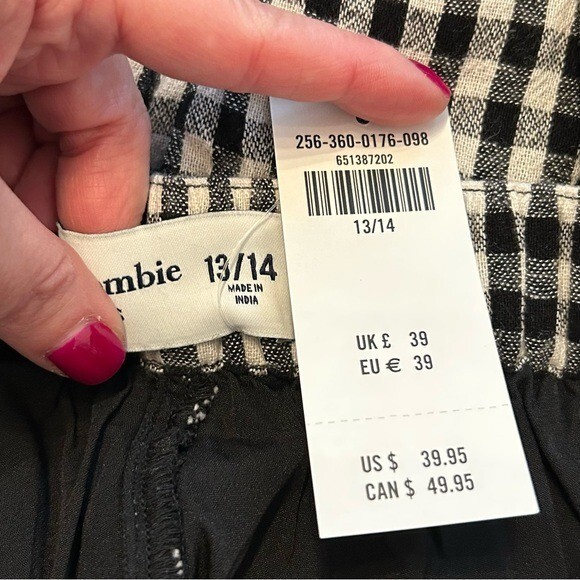 256-360-0176-098
651387202
13/14
mbie 13/14
MADE IN
INDIA
s
UK £ 39
EU € 39
US $ 39.95
CAN $ 49.95